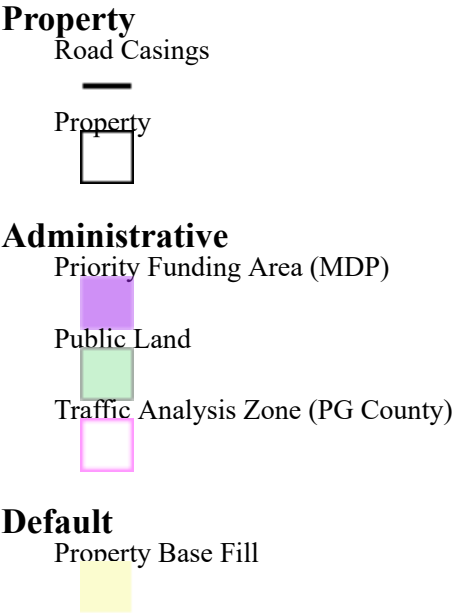 Property
Road Casings
Property
Administrative
Priority Funding Area (MDP)
Public Land
Traffic Analysis Zone (PG County)
Default
Property Base Fill